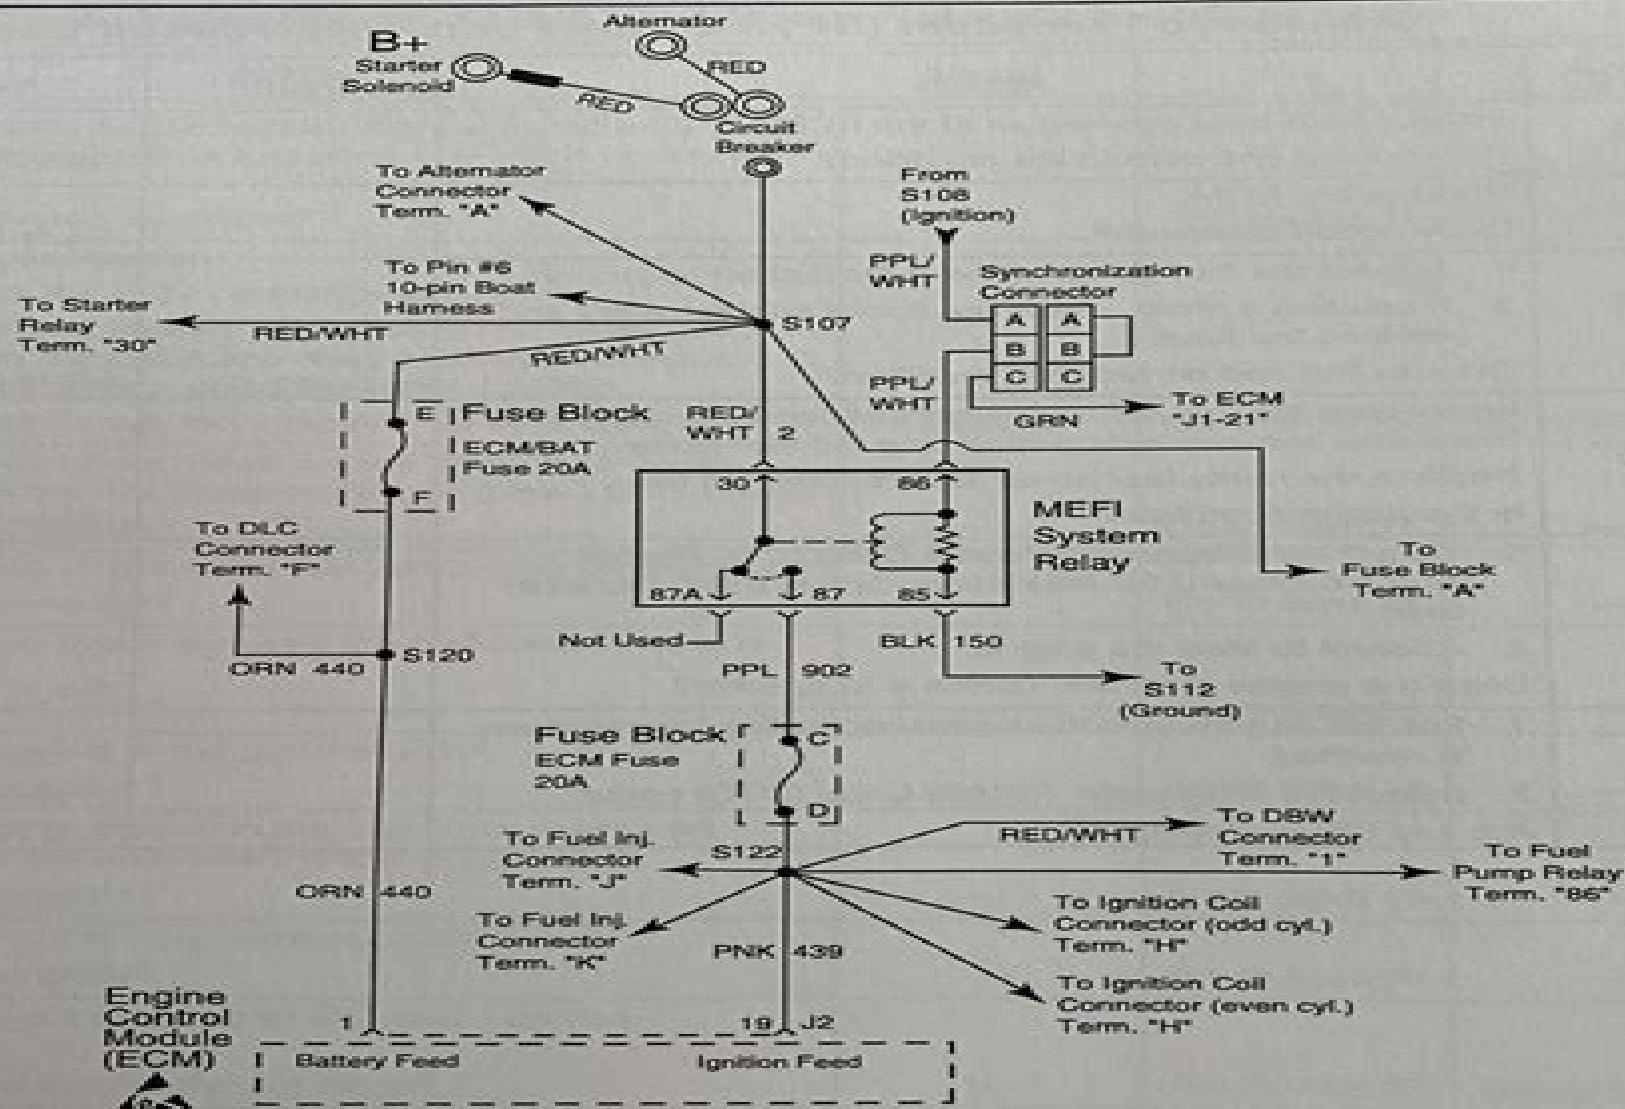 Alternator
B+
Starter
Solenoid
RED
RED
Circuit
Breaker
To Alternator
Connector
Term. "A"
From
S108
(Ignition)
To Pin #6
10-pin Boat
Harness
PPL/
WHT
Synchronization
Connector
To Starter
Relay
Term. "30"
RED/WHT
S107
A A
B B
C C
RED/WHT
PPL/
WHT
GRN
To ECM
"J1-21"
E
Fuse Block
ECM/BAT
Fuse 20A
F
RED/
WHT 2
30
86
MEFI
System
Relay
To DLC
Connector
Term. "F"
To
Fuse Block
Term. "A"
87A
87
85
Not Used
BLK 150
ORN 440
S120
PPL 902
To
S112
(Ground)
Fuse Block
ECM Fuse
20A
C
D
To DBW
Connector
Term. "1"
RED/WHT
To Fuel Inj.
Connector
Term. "J"
S122
To Fuel
Pump Relay
Term. "86"
ORN 440
To Fuel Inj.
Connector
Term. "K"
PNK 439
To Ignition Coil
Connector (odd cyl.)
Term. "H"
To Ignition Coil
Connector (even cyl.)
Term. "H"
Engine
Control
Module
(ECM)
1
19 J2
Battery Feed
Ignition Feed